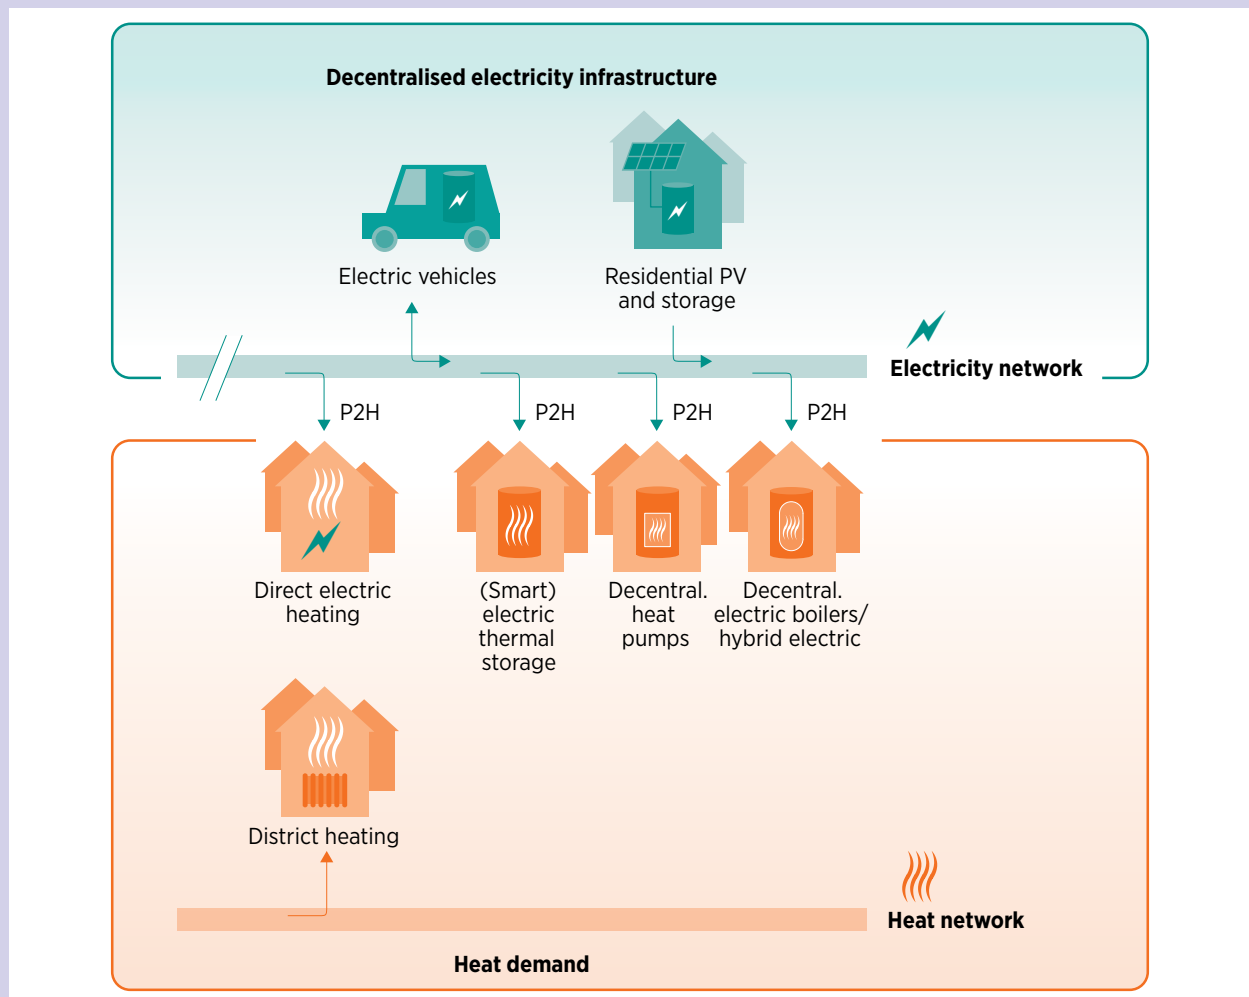 Decentralised electricity infrastructure
Electric vehicles
Residential PV
and storage
Electricity network
P2H
P2H
P2H
P2H
Direct electric
heating
(Smart)
electric
thermal
storage
Decentral.
heat
pumps
Decentral.
electric boilers/
hybrid electric
District heating
Heat network
Heat demand